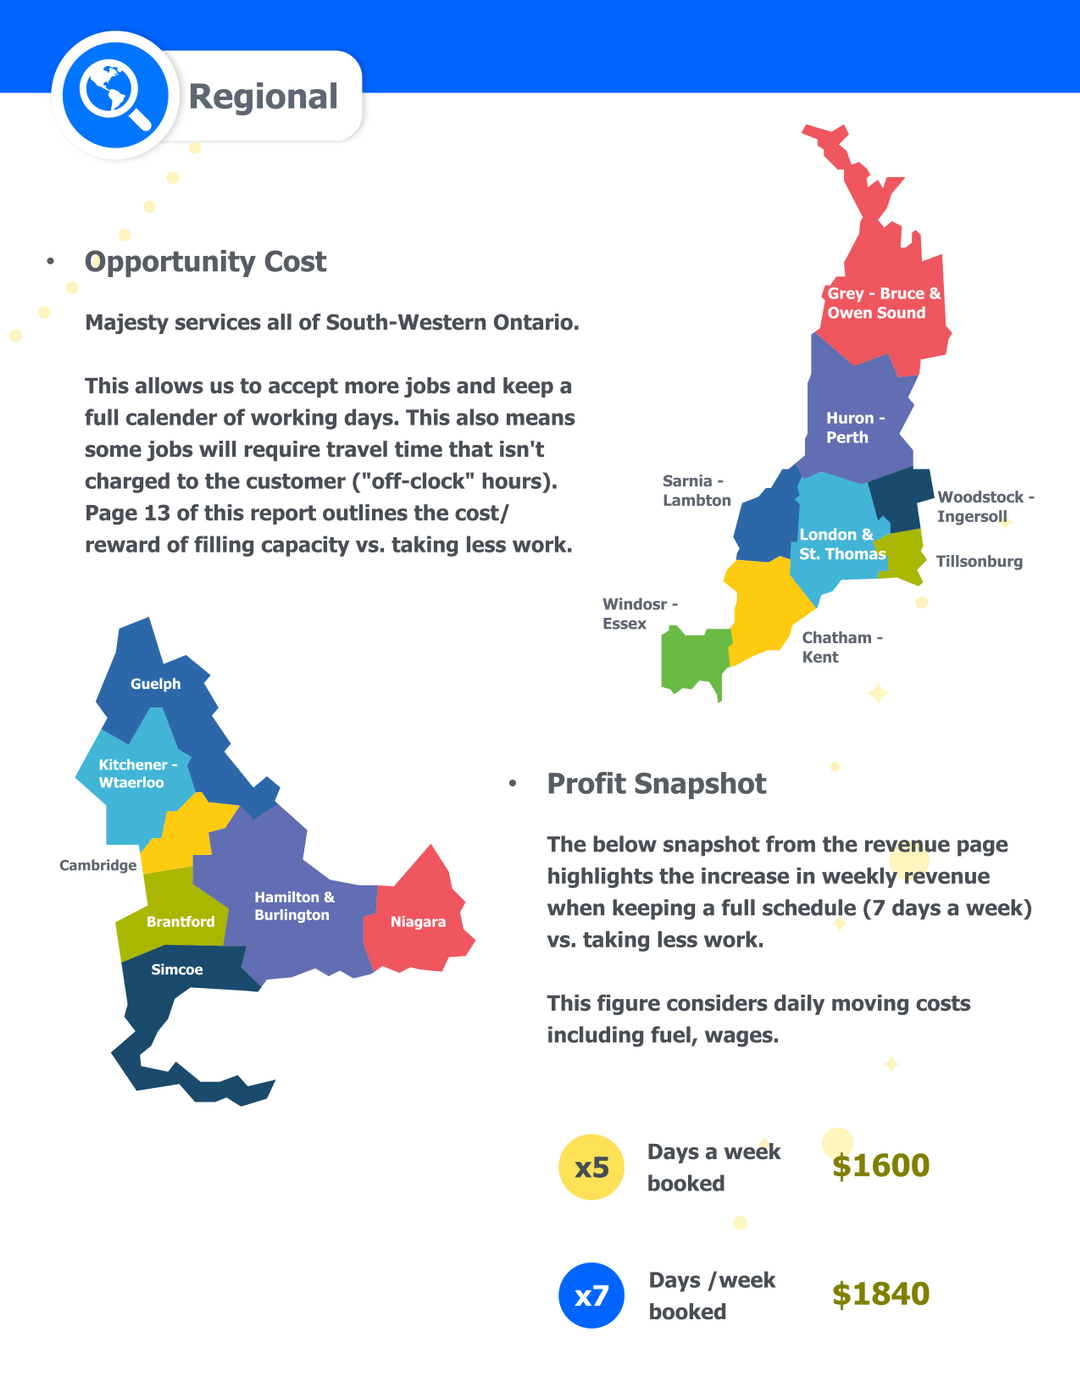 Regional
• Opportunity Cost
Majesty services all of South-Western Ontario.
This allows us to accept more jobs and keep a
full calender of working days. This also means
some jobs will require travel time that isn't
charged to the customer ("off-clock" hours).
Page 13 of this report outlines the cost/
reward of filling capacity vs. taking less work.
Grey - Bruce &
Owen Sound
Huron -
Perth
Sarnia -
Lambton
Woodstock -
Ingersoll
London &
St. Thomas
Tillsonburg
Windosr -
Essex
Chatham -
Kent
Guelph
Kitchener -
Wtaerloo
Cambridge
Hamilton &
Burlington
Brantford
Niagara
Simcoe
• Profit Snapshot
The below snapshot from the revenue page
highlights the increase in weekly revenue
when keeping a full schedule (7 days a week)
vs. taking less work.
This figure considers daily moving costs
including fuel, wages.
x5
Days a week
booked
$1600
x7
Days /week
booked
$1840